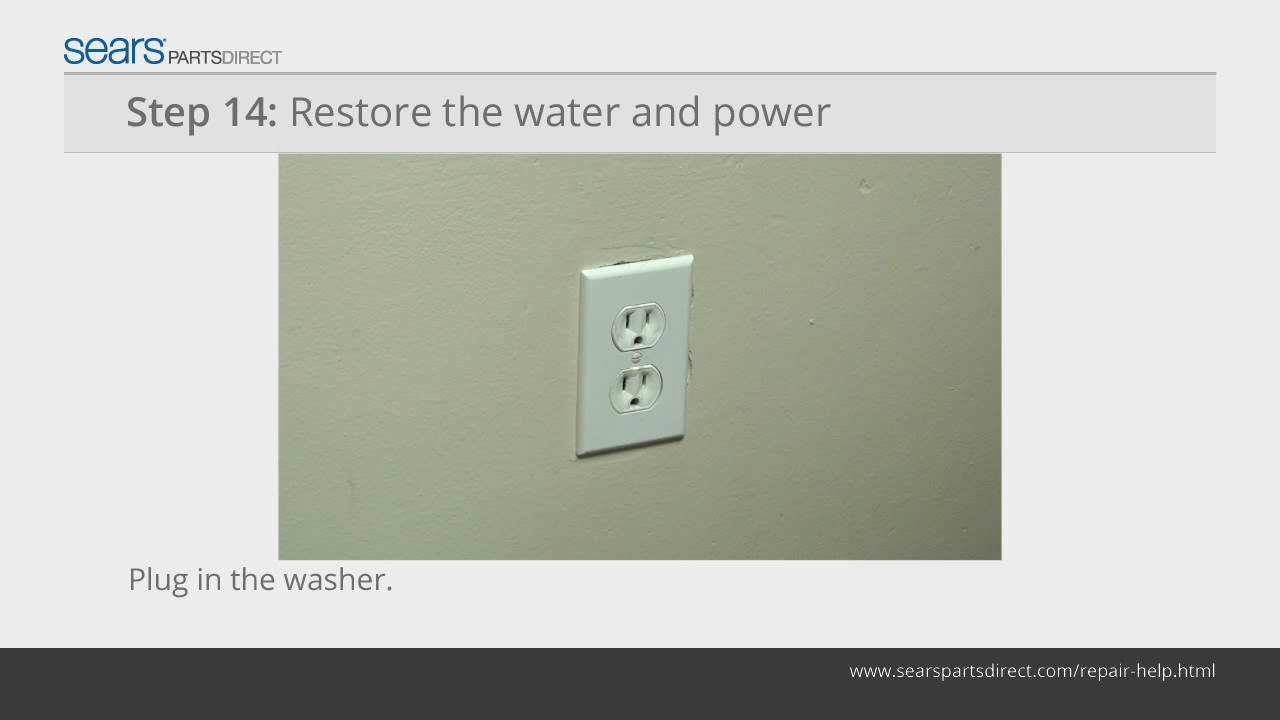 sears PARTSDIRECT
Step 14: Restore the water and power
Plug in the washer.
www.searspartsdirect.com/repair-help.html